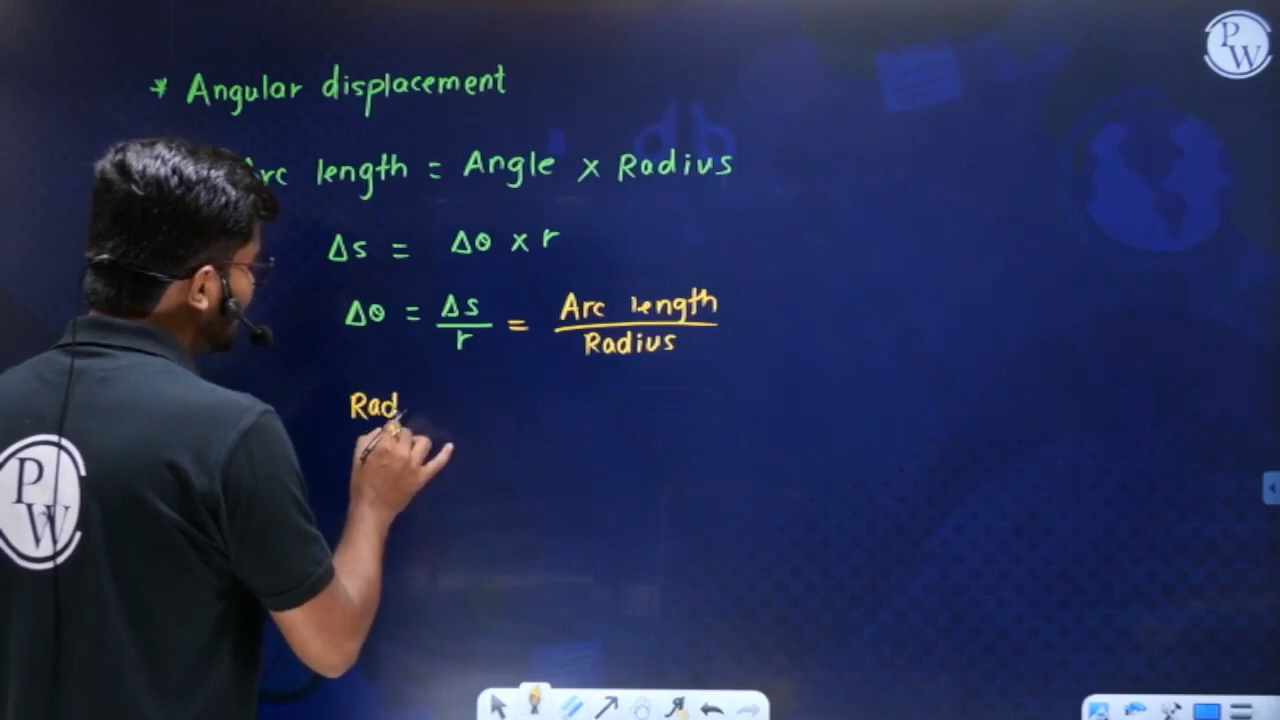 PW
* Angular displacement
rc length = Angle × Radius
Δs = Δθ × r
Δθ = Δs/r = Arc length/Radius
Rad
PW